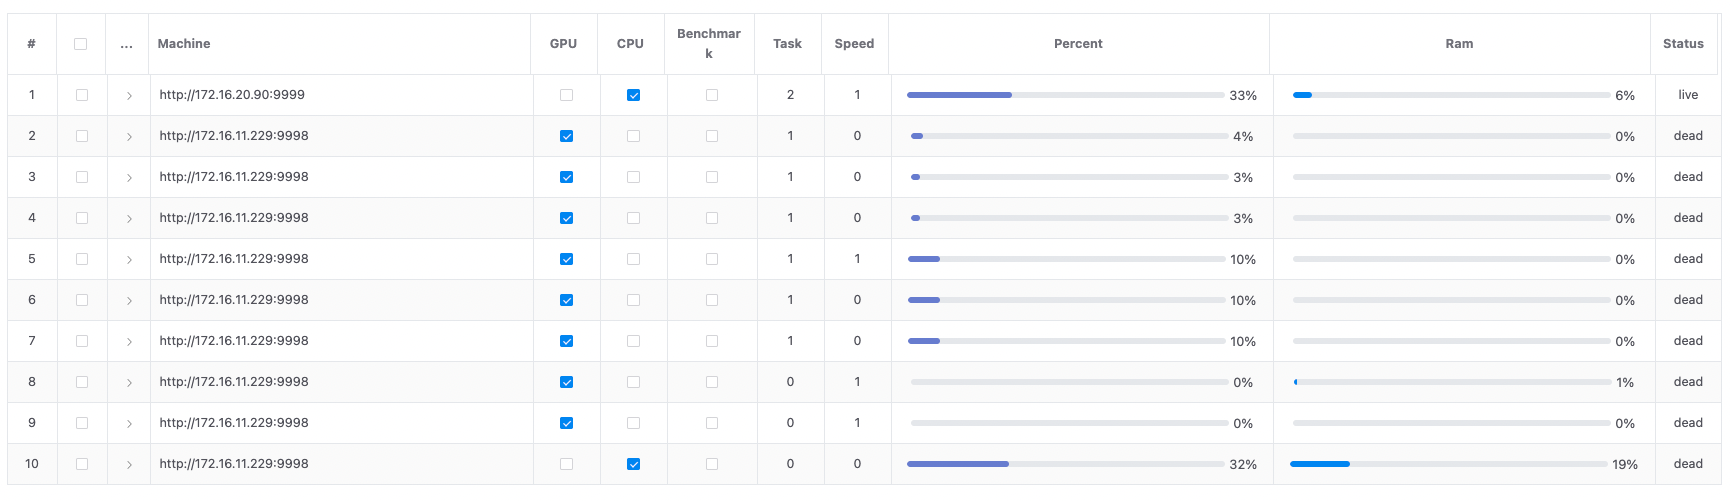 # ... Machine GPU CPU Benchmar
k Task Speed Percent Ram Status
1 > http://172.16.20.90:9999 2 1 33% 6% live
2 > http://172.16.11.229:9998 1 0 4% 0% dead
3 > http://172.16.11.229:9998 1 0 3% 0% dead
4 > http://172.16.11.229:9998 1 0 3% 0% dead
5 > http://172.16.11.229:9998 1 1 10% 0% dead
6 > http://172.16.11.229:9998 1 0 10% 0% dead
7 > http://172.16.11.229:9998 1 0 10% 0% dead
8 > http://172.16.11.229:9998 0 1 0% 1% dead
9 > http://172.16.11.229:9998 0 1 0% 0% dead
10 > http://172.16.11.229:9998 0 0 32% 19% dead